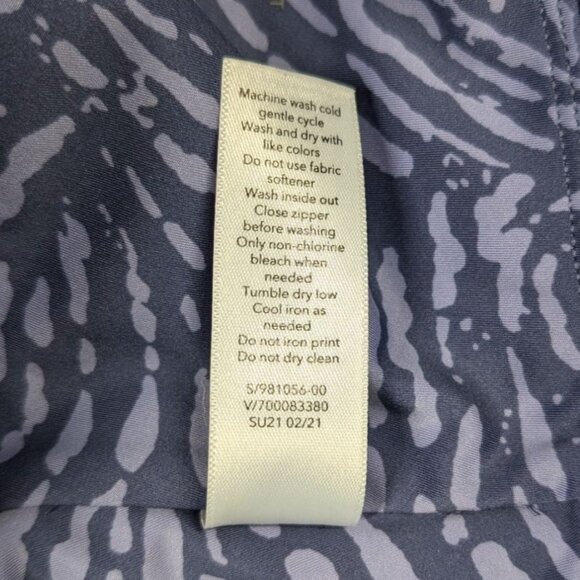 Machine wash cold
gentle cycle
Wash and dry with
like colors
Do not use fabric
softener
Wash inside out
Close zipper
before washing
Only non-chlorine
bleach when
needed
Tumble dry low
Cool iron as
needed
Do not iron print
Do not dry clean
S/981056-00
V/700083380
SU21 02/21